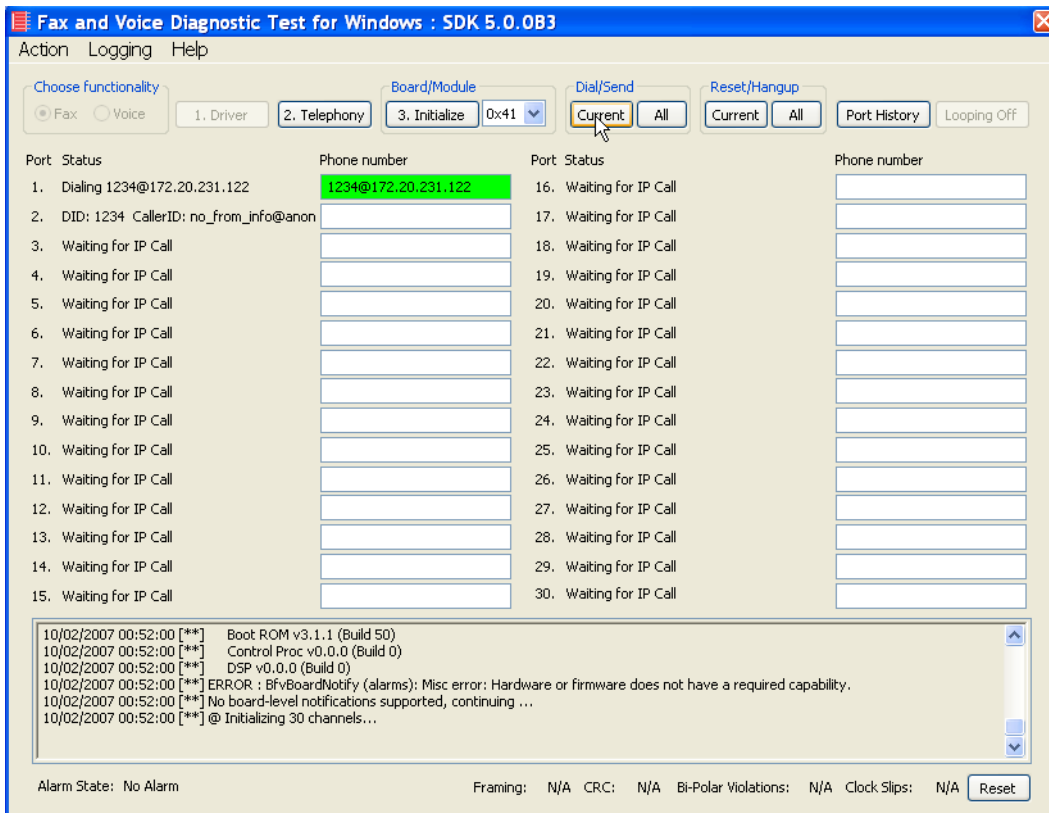 Fax and Voice Diagnostic Test for Windows : SDK 5.0.0B3
Action Logging Help
Choose functionality Board/Module Dial/Send Reset/Hangup
Fax Voice 1. Driver 2. Telephony 3. Initialize 0x41 Current All Current All Port History Looping Off
Port Status Phone number Port Status Phone number
1. Dialing 1234@172.20.231.122 1234@172.20.231.122 16. Waiting for IP Call
2. DID: 1234 CallerID: no_from_info@anon 17. Waiting for IP Call
3. Waiting for IP Call 18. Waiting for IP Call
4. Waiting for IP Call 19. Waiting for IP Call
5. Waiting for IP Call 20. Waiting for IP Call
6. Waiting for IP Call 21. Waiting for IP Call
7. Waiting for IP Call 22. Waiting for IP Call
8. Waiting for IP Call 23. Waiting for IP Call
9. Waiting for IP Call 24. Waiting for IP Call
10. Waiting for IP Call 25. Waiting for IP Call
11. Waiting for IP Call 26. Waiting for IP Call
12. Waiting for IP Call 27. Waiting for IP Call
13. Waiting for IP Call 28. Waiting for IP Call
14. Waiting for IP Call 29. Waiting for IP Call
15. Waiting for IP Call 30. Waiting for IP Call
10/02/2007 00:52:00 [**] Boot ROM v3.1.1 (Build 50)
10/02/2007 00:52:00 [**] Control Proc v0.0.0 (Build 0)
10/02/2007 00:52:00 [**] DSP v0.0.0 (Build 0)
10/02/2007 00:52:00 [**] ERROR : BfvBoardNotify (alarms): Misc error: Hardware or firmware does not have a required capability.
10/02/2007 00:52:00 [**] No board-level notifications supported, continuing ...
10/02/2007 00:52:00 [**] @ Initializing 30 channels...
Alarm State: No Alarm Framing: N/A CRC: N/A Bi-Polar Violations: N/A Clock Slips: N/A Reset